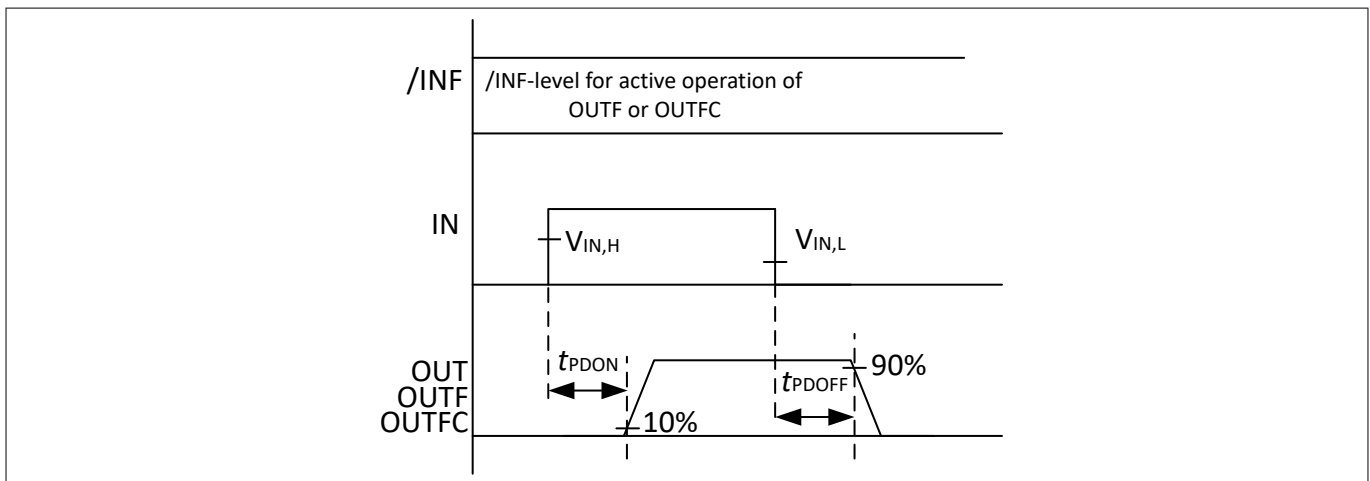 /INF
/INF-level for active operation of
OUTF or OUTFC
IN
VIN,H
VIN,L
OUT
OUTF
OUTFC
tPDON
10%
tPDOFF
90%